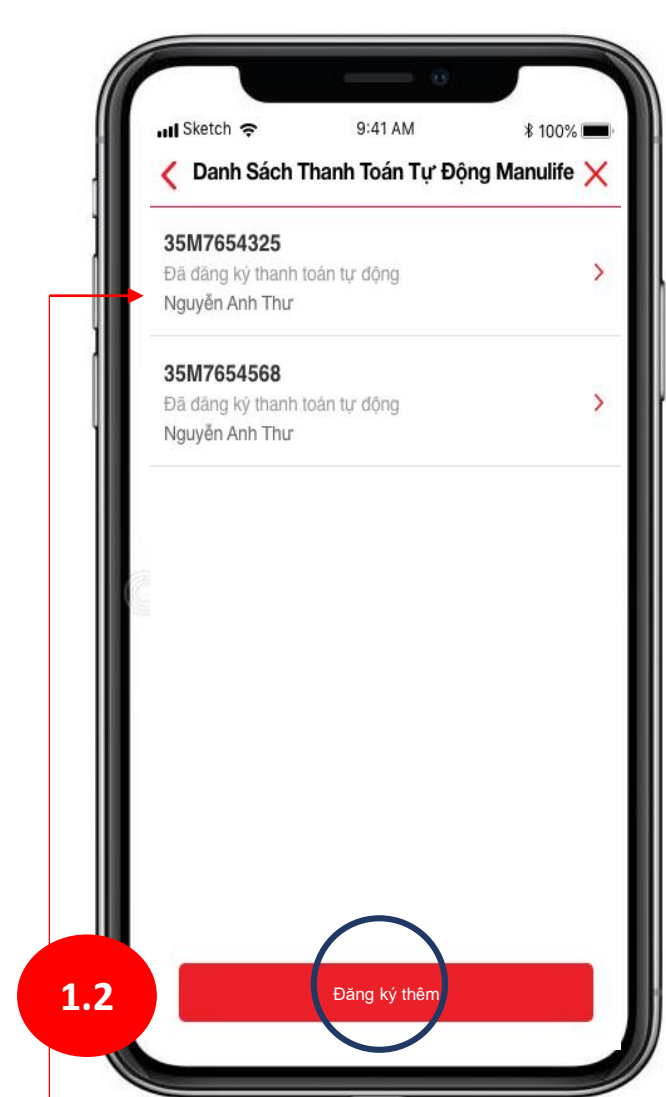 Sketch 9:41 AM 100%
Danh Sách Thanh Toán Tự Động Manulife
35M7654325
Đã đăng ký thanh toán tự động
Nguyễn Anh Thư
35M7654568
Đã đăng ký thanh toán tự động
Nguyễn Anh Thư
1.2
Đăng ký thêm